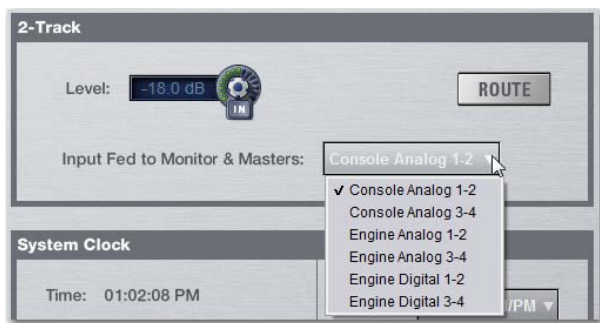 2-Track
Level: -18.0 dB
IN
ROUTE
Input Fed to Monitor & Masters: Console Analog 1-2
✓ Console Analog 1-2
Console Analog 3-4
Engine Analog 1-2
Engine Analog 3-4
Engine Digital 1-2
Engine Digital 3-4
System Clock
Time: 01:02:08 PM
/PM